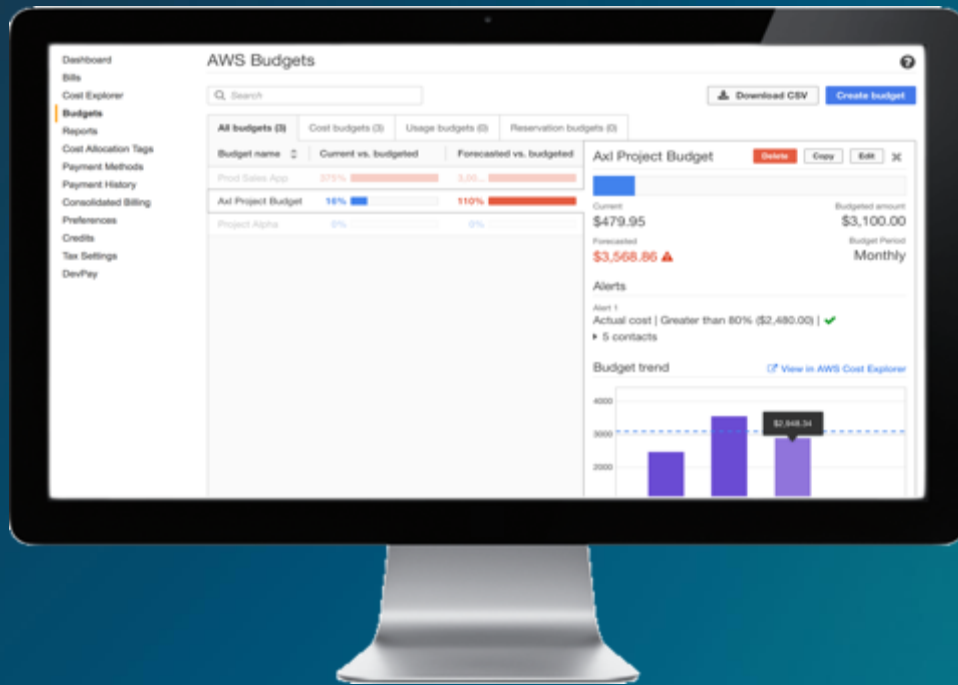 AWS Budgets
Dashboard
Bills
Cost Explorer
Budgets
Reports
Cost Allocation Tags
Payment Methods
Payment History
Consolidated Billing
Preferences
Credits
Tax Settings
DevPay
Search
Download CSV
Create budget
All budgets (3) Cost budgets (3) Usage budgets (0) Reservation budgets (0)
Budget name Current vs. budgeted Forecasted vs. budgeted
Prod Sales App 375% 3,00...
Axl Project Budget 16% 110%
Project Alpha 0% 0%
Axl Project Budget Delete Copy Edit
Current Budgeted amount
$479.95 $3,100.00
Forecasted Budget Period
$3,568.86 Monthly
Alerts
Alert 1
Actual cost | Greater than 80% ($2,480.00) |
5 contacts
Budget trend View in AWS Cost Explorer
4000
$2,948.34
3000
2000